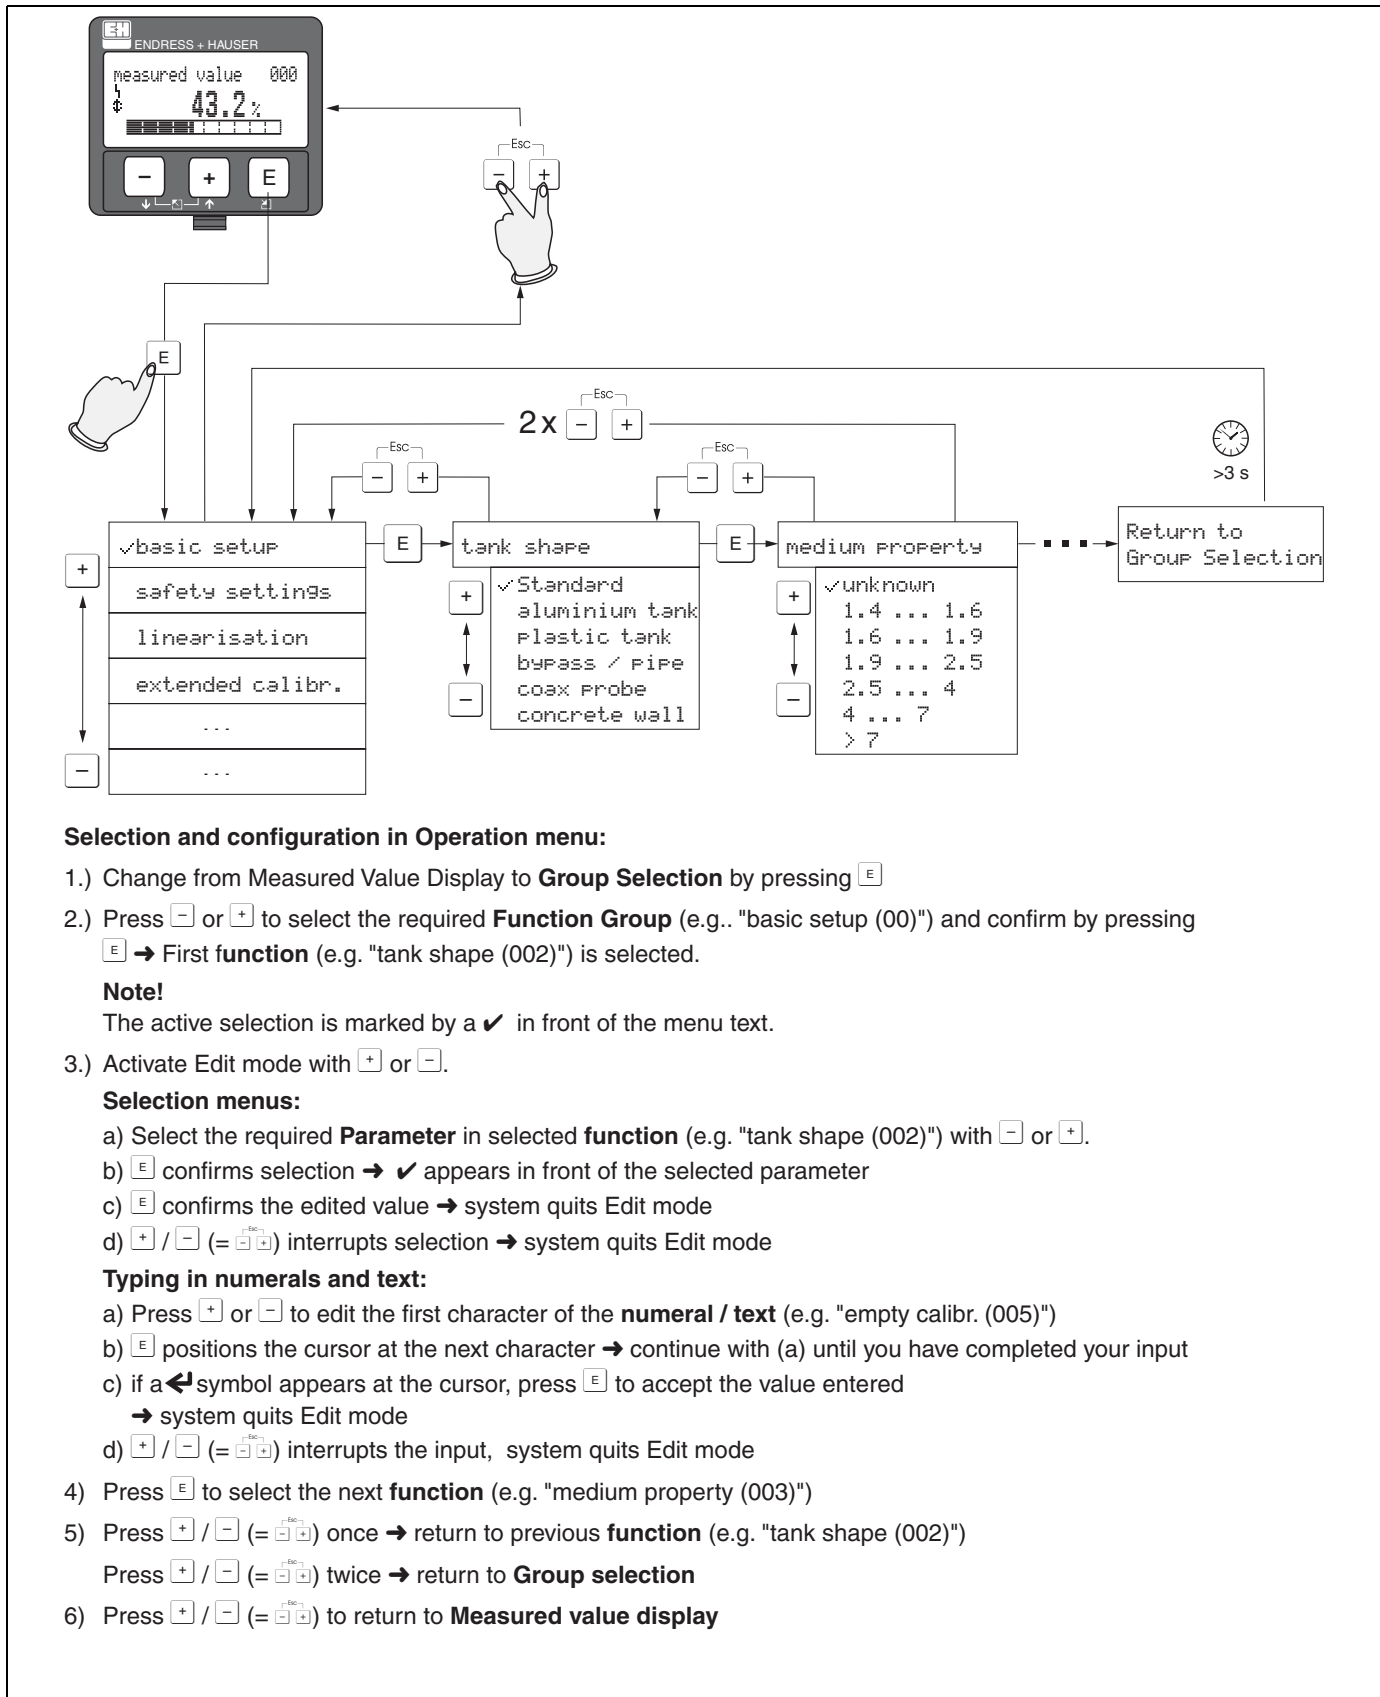 ENDRESS + HAUSER
measured value 000
43.2%
- + E
Esc
- +
E
Esc
2x - +
Esc
- +
Esc
- +
>3 s
✓basic setup
safety settings
linearisation
extended calibr.
...
...
+
-
E
tank shape
✓Standard
aluminium tank
plastic tank
bypass / pipe
coax probe
concrete wall
+
-
E
medium property
✓unknown
1.4 ... 1.6
1.6 ... 1.9
1.9 ... 2.5
2.5 ... 4
4 ... 7
> 7
+
-
Return to
Group Selection
Selection and configuration in Operation menu:
1.) Change from Measured Value Display to Group Selection by pressing E
2.) Press - or + to select the required Function Group (e.g.. "basic setup (00)") and confirm by pressing
E ➜ First function (e.g. "tank shape (002)") is selected.
Note!
The active selection is marked by a ✔ in front of the menu text.
3.) Activate Edit mode with + or -.
Selection menus:
a) Select the required Parameter in selected function (e.g. "tank shape (002)") with - or +.
b) E confirms selection ➜ ✔ appears in front of the selected parameter
c) E confirms the edited value ➜ system quits Edit mode
d) + / - (= Esc - +) interrupts selection ➜ system quits Edit mode
Typing in numerals and text:
a) Press + or - to edit the first character of the numeral / text (e.g. "empty calibr. (005)")
b) E positions the cursor at the next character ➜ continue with (a) until you have completed your input
c) if a ↵ symbol appears at the cursor, press E to accept the value entered
➜ system quits Edit mode
d) + / - (= Esc - +) interrupts the input, system quits Edit mode
4) Press E to select the next function (e.g. "medium property (003)")
5) Press + / - (= Esc - +) once ➜ return to previous function (e.g. "tank shape (002)")
Press + / - (= Esc - +) twice ➜ return to Group selection
6) Press + / - (= Esc - +) to return to Measured value display